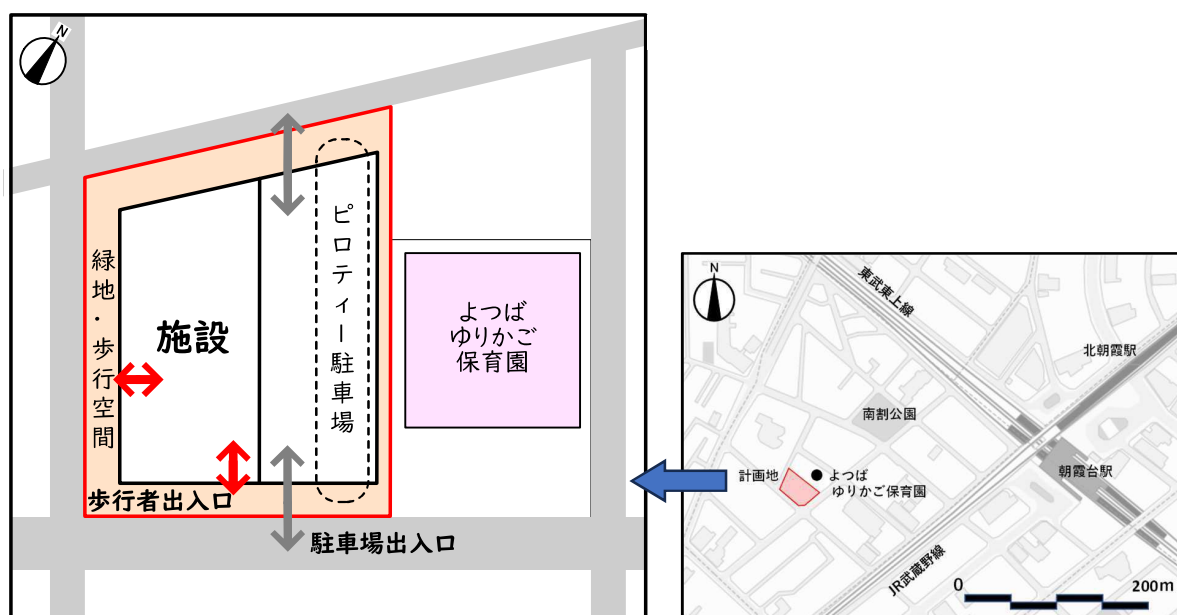 N
緑地・歩行空間
施設
ピロティー駐車場
よつば
ゆりかご
保育園
歩行者出入口
駐車場出入口
N
東武東上線
北朝霞駅
南割公園
朝霞台駅
計画地
よつば
ゆりかご保育園
JR武蔵野線
0
200m